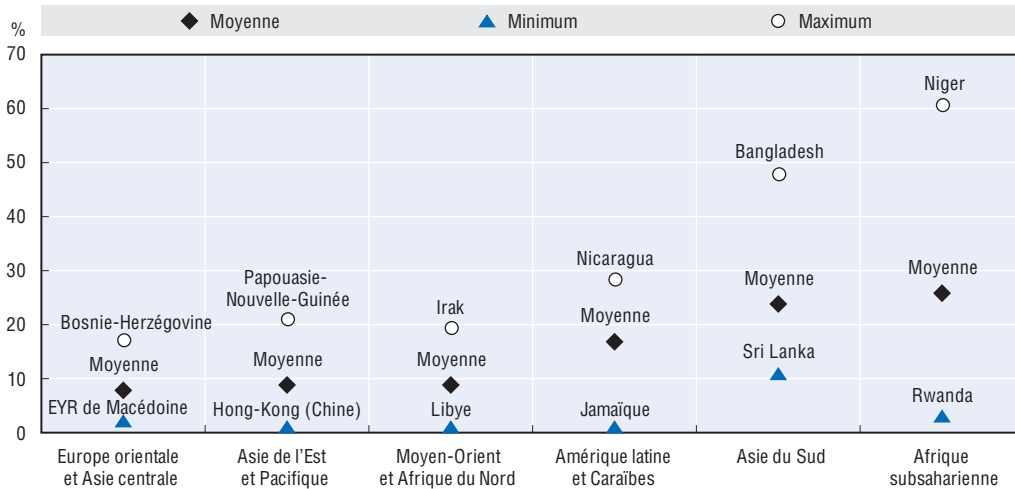 Moyenne Minimum Maximum
%
70
60
50
40
30
20
10
0
Bosnie-Herzégovine
Moyenne
EYR de Macédoine
Papouasie-
Nouvelle-Guinée
Moyenne
Hong-Kong (Chine)
Irak
Moyenne
Libye
Nicaragua
Moyenne
Jamaïque
Bangladesh
Moyenne
Sri Lanka
Niger
Moyenne
Rwanda
Europe orientale
et Asie centrale
Asie de l'Est
et Pacifique
Moyen-Orient
et Afrique du Nord
Amérique latine
et Caraïbes
Asie du Sud
Afrique
subsaharienne